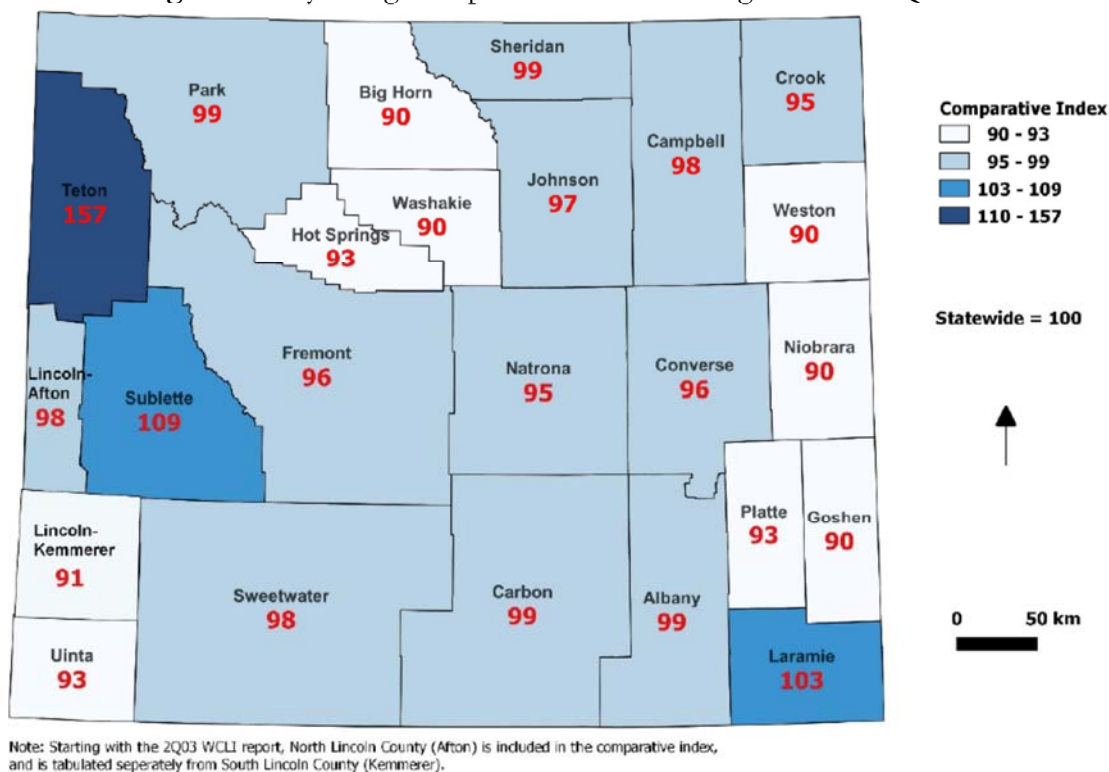 Sheridan
99
Park
99
Big Horn
90
Crook
95
Campbell
98
Johnson
97
Teton
157
Washakie
90
Hot Springs
93
Weston
90
Fremont
96
Natrona
95
Converse
96
Niobrara
90
Lincoln-
Afton
98
Sublette
109
Lincoln-
Kemmerer
91
Platte
93
Goshen
90
Sweetwater
98
Carbon
99
Albany
99
Uinta
93
Laramie
103
Comparative Index
90 - 93
95 - 99
103 - 109
110 - 157
Statewide = 100
0 50 km
Note: Starting with the 2Q03 WCLI report, North Lincoln County (Afton) is included in the comparative index,
and is tabulated seperately from South Lincoln County (Kemmerer).